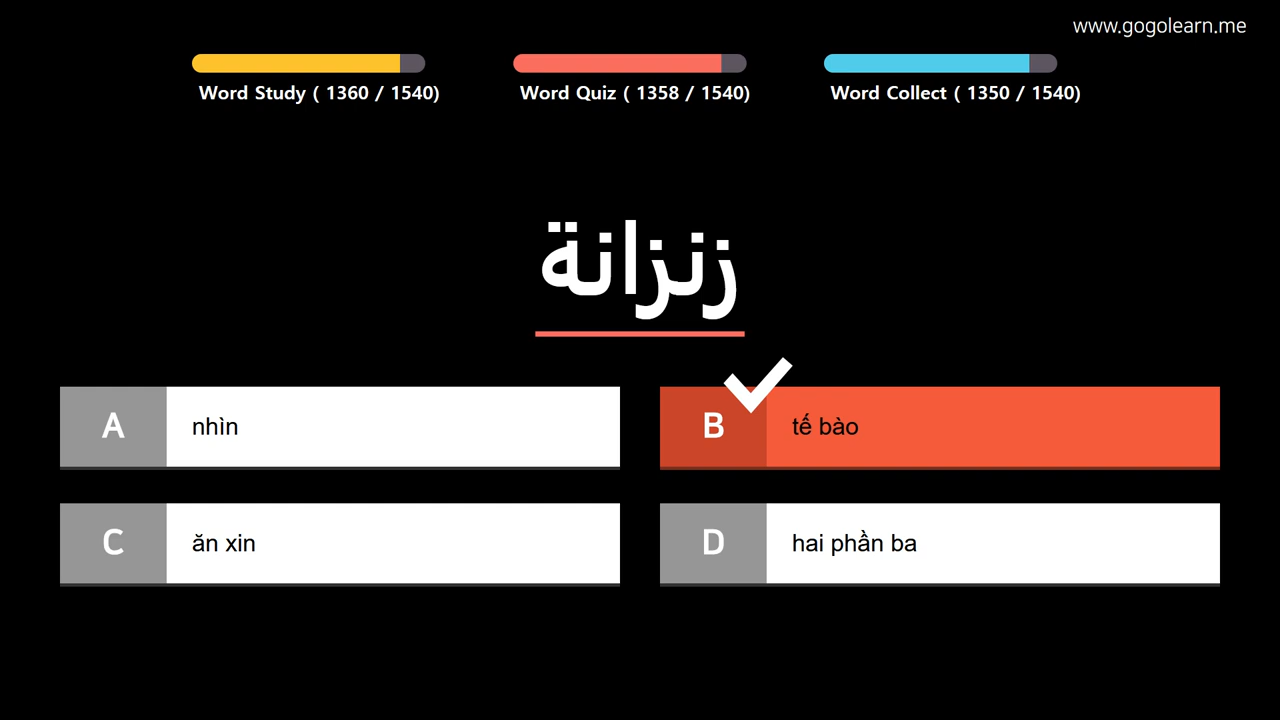 www.gogolearn.me
Word Study ( 1360 / 1540)
Word Quiz ( 1358 / 1540)
Word Collect ( 1350 / 1540)
زنزانة
A
nhìn
B
tế bào
C
ăn xin
D
hai phần ba